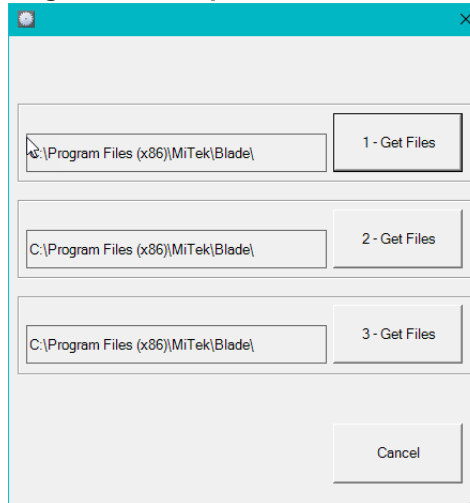 C:\Program Files (x86)\MiTek\Blade\
1 - Get Files
C:\Program Files (x86)\MiTek\Blade\
2 - Get Files
C:\Program Files (x86)\MiTek\Blade\
3 - Get Files
Cancel